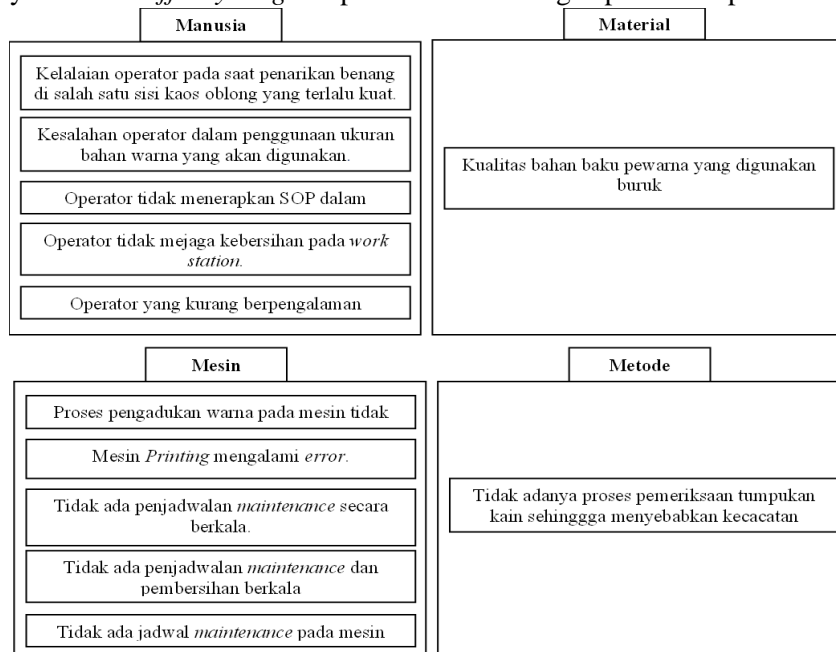 Manusia
Kelalaian operator pada saat penarikan benang
di salah satu sisi kaos oblong yang terlalu kuat.
Kesalahan operator dalam penggunaan ukuran
bahan warna yang akan digunakan.
Operator tidak menerapkan SOP dalam
Operator tidak mejaga kebersihan pada work
station.
Operator yang kurang berpengalaman
Material
Kualitas bahan baku pewarna yang digunakan
buruk
Mesin
Proses pengadukan warna pada mesin tidak
Mesin Printing mengalami error.
Tidak ada penjadwalan maintenance secara
berkala.
Tidak ada penjadwalan maintenance dan
pembersihan berkala
Tidak ada jadwal maintenance pada mesin
Metode
Tidak adanya proses pemeriksaan tumpukan
kain sehinggga menyebabkan kecacatan